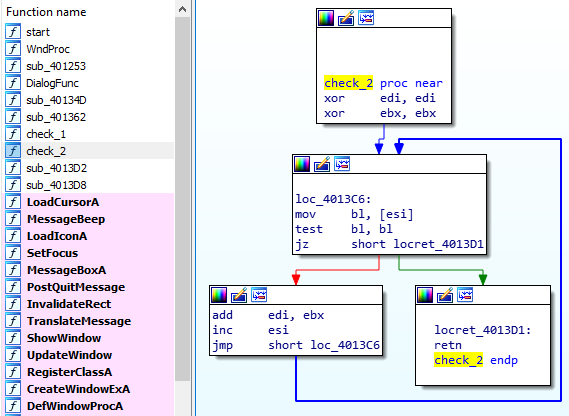 Function name
start
WndProc
sub_401253
DialogFunc
sub_40134D
sub_401362
check_1
check_2
sub_4013D2
sub_4013D8
LoadCursorA
MessageBeep
LoadIconA
SetFocus
MessageBoxA
PostQuitMessage
InvalidateRect
TranslateMessage
ShowWindow
UpdateWindow
RegisterClassA
CreateWindowExA
DefWindowProcA
check_2 proc near
xor edi, edi
xor ebx, ebx
loc_4013C6:
mov bl, [esi]
test bl, bl
jz short locret_4013D1
add edi, ebx
inc esi
jmp short loc_4013C6
locret_4013D1:
retn
check_2 endp